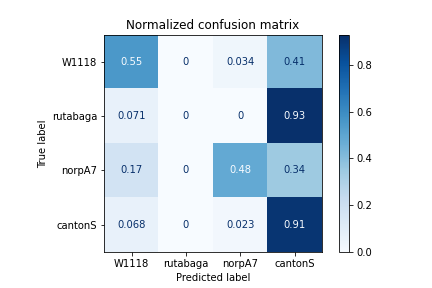 Normalized confusion matrix
W1118 0.55 0 0.034 0.41
rutabaga 0.071 0 0 0.93
norpA7 0.17 0 0.48 0.34
cantonS 0.068 0 0.023 0.91
W1118 rutabaga norpA7 cantonS
Predicted label
True label
0.8
0.6
0.4
0.2
0.0